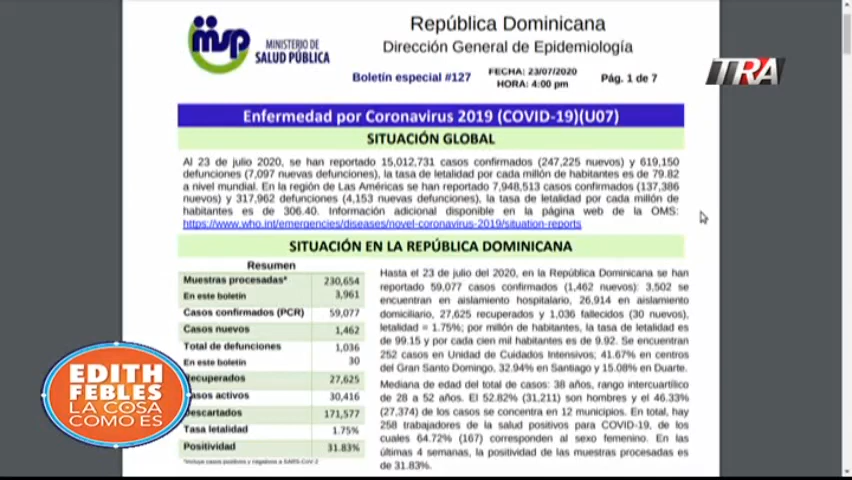 msp
MINISTERIO DE
SALUD PÚBLICA
República Dominicana
Dirección General de Epidemiología
Boletín especial #127
FECHA: 23/07/2020
HORA: 4:00 pm
Pág. 1 de 7
TRA
Enfermedad por Coronavirus 2019 (COVID-19)(U07)
SITUACIÓN GLOBAL
Al 23 de julio 2020, se han reportado 15,012,731 casos confirmados (247,225 nuevos) y 619,150
defunciones (7,097 nuevas defunciones), la tasa de letalidad por cada millón de habitantes es de 79.82
a nivel mundial. En la región de Las Américas se han reportado 7,948,513 casos confirmados (137,386
nuevos) y 317,962 defunciones (4,153 nuevas defunciones), la tasa de letalidad por cada millón de
habitantes es de 306.40. Información adicional disponible en la página web de la OMS:
https://www.who.int/emergencies/diseases/novel-coronavirus-2019/situation-reports
SITUACIÓN EN LA REPÚBLICA DOMINICANA
Resumen
Muestras procesadas* 230,654
En este boletín 3,961
Casos confirmados (PCR) 59,077
Casos nuevos 1,462
Total de defunciones 1,036
En este boletín 30
Recuperados 27,625
Casos activos 30,416
Descartados 171,577
Tasa letalidad 1.75%
Positividad 31.83%
*Incluye casos positivos y negativos a SARS-CoV-2
Hasta el 23 de julio del 2020, en la República Dominicana se han
reportado 59,077 casos confirmados (1,462 nuevos): 3,502 se
encuentran en aislamiento hospitalario, 26,914 en aislamiento
domiciliario, 27,625 recuperados y 1,036 fallecidos (30 nuevos),
letalidad = 1.75%; por millón de habitantes, la tasa de letalidad es
de 99.15 y por cada cien mil habitantes es de 9.92. Se encuentran
252 casos en Unidad de Cuidados Intensivos; 41.67% en centros
del Gran Santo Domingo, 32.94% en Santiago y 15.08% en Duarte.
Mediana de edad del total de casos: 38 años, rango intercuartílico
de 28 a 52 años. El 52.82% (31,211) son hombres y el 46.33%
(27,374) de los casos se concentra en 12 municipios. En total, hay
258 trabajadores de la salud positivos para COVID-19, de los
cuales 64.72% (167) corresponden al sexo femenino. En las
últimas 4 semanas, la positividad de las muestras procesadas es
de 31.83%.
EDITH
FEBLES
LA COSA
COMO ES